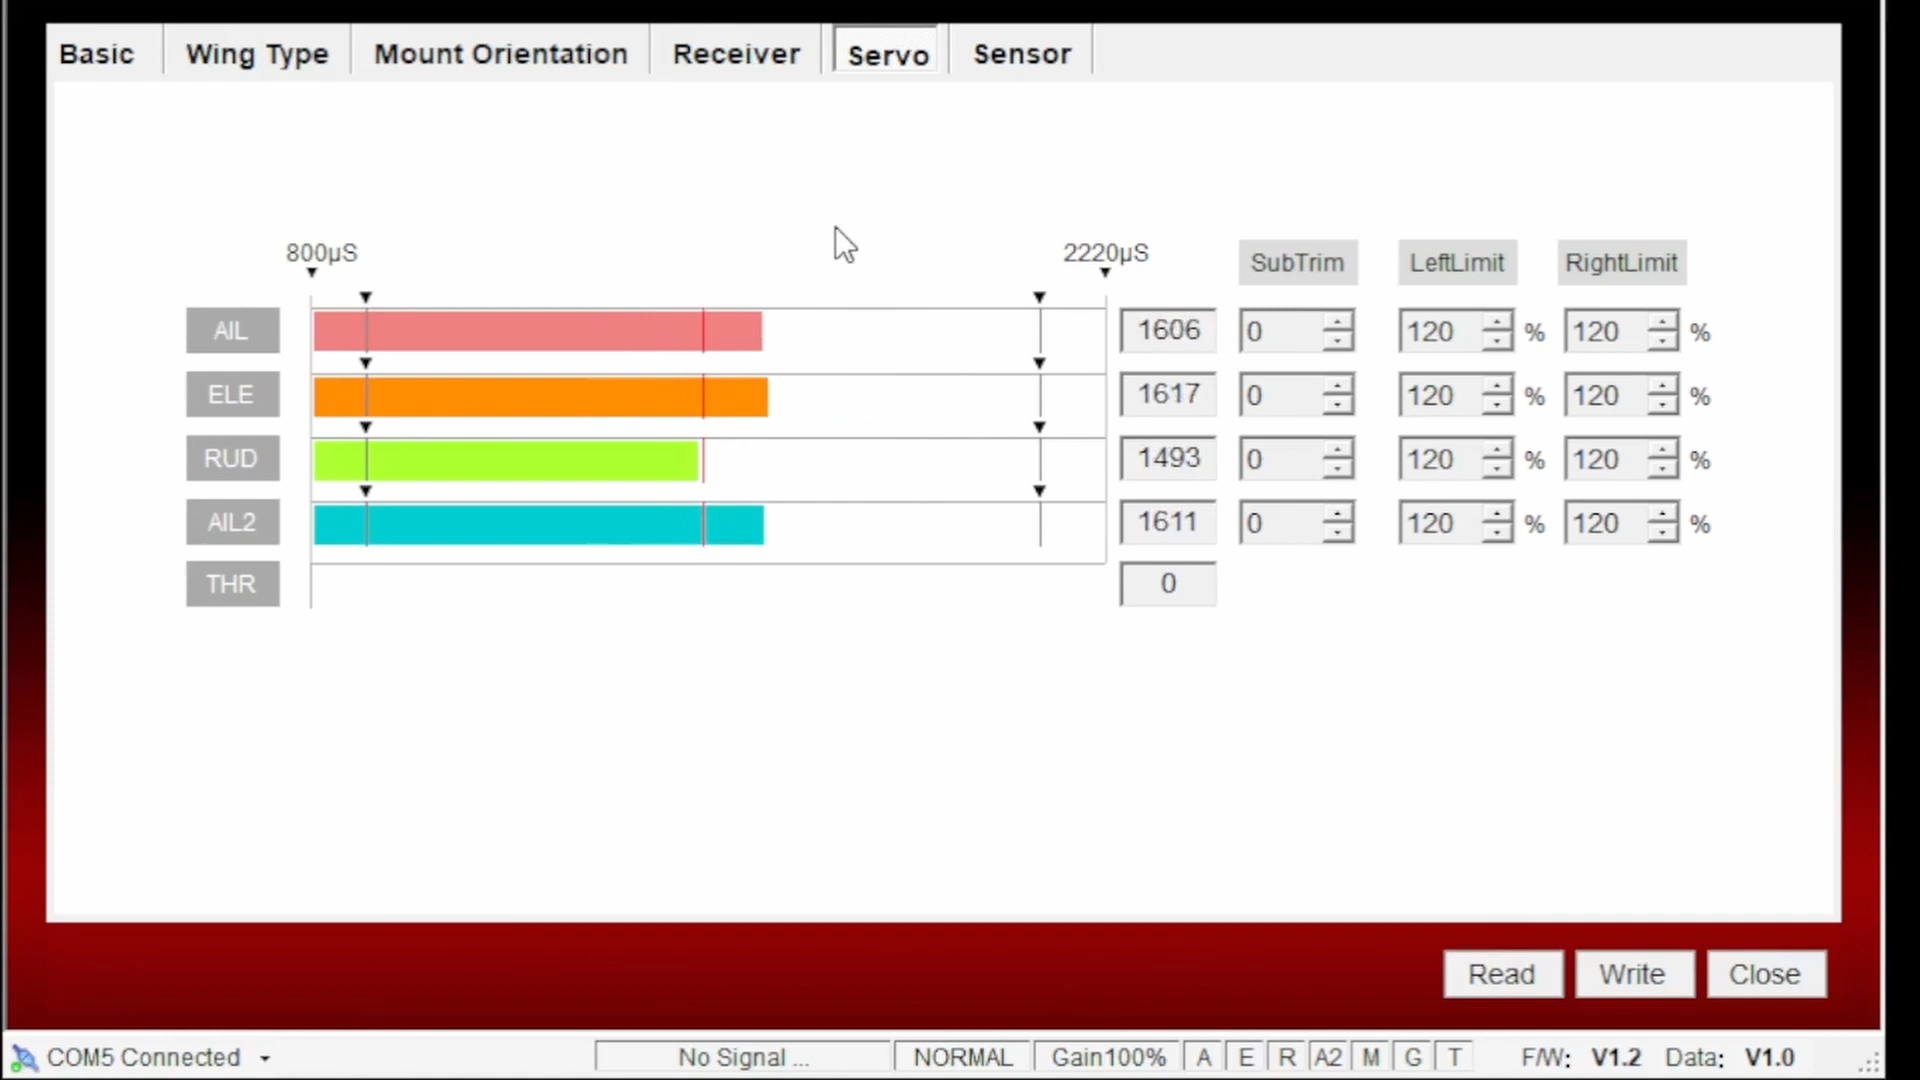 Basic Wing Type Mount Orientation Receiver Servo Sensor
800µS 2220µS SubTrim LeftLimit RightLimit
AIL 1606 0 120 % 120 %
ELE 1617 0 120 % 120 %
RUD 1493 0 120 % 120 %
AIL2 1611 0 120 % 120 %
THR 0
Read Write Close
COM5 Connected No Signal ... NORMAL Gain100% A E R A2 M G T F/W: V1.2 Data: V1.0